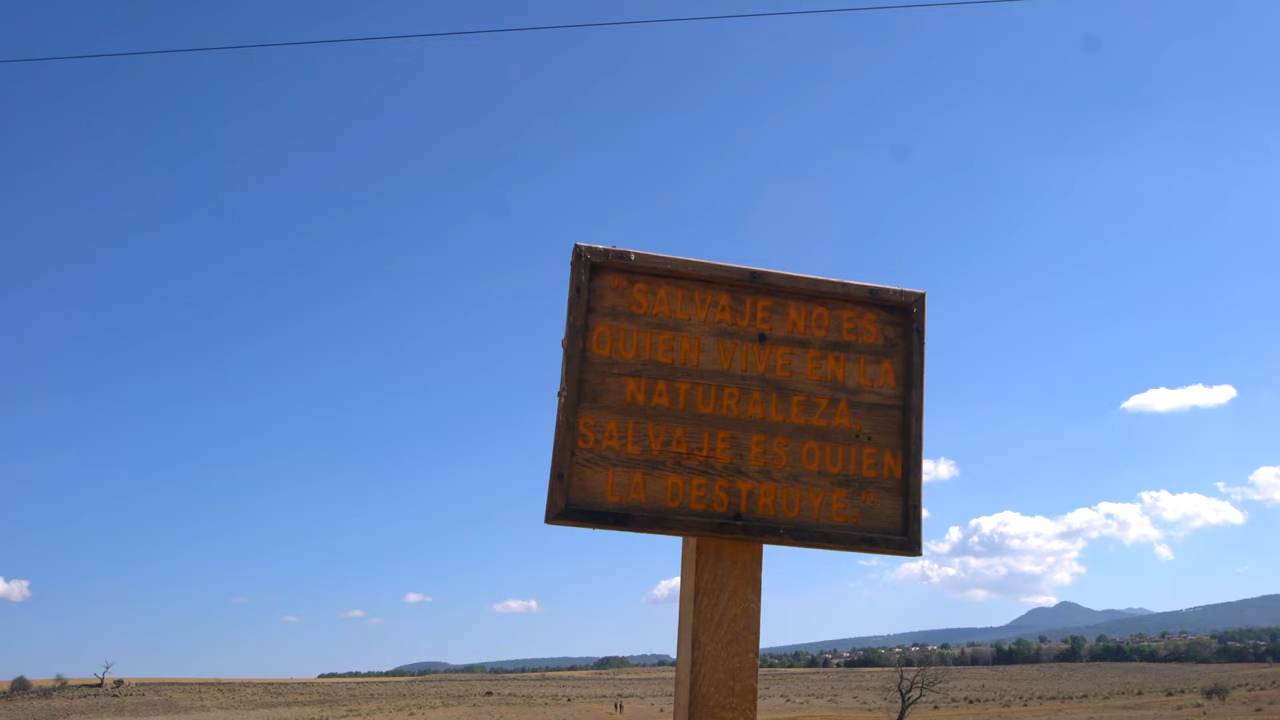 "SALVAJE NO ES
QUIEN VIVE EN LA
NATURALEZA.
SALVAJE ES QUIEN
LA DESTRUYE."